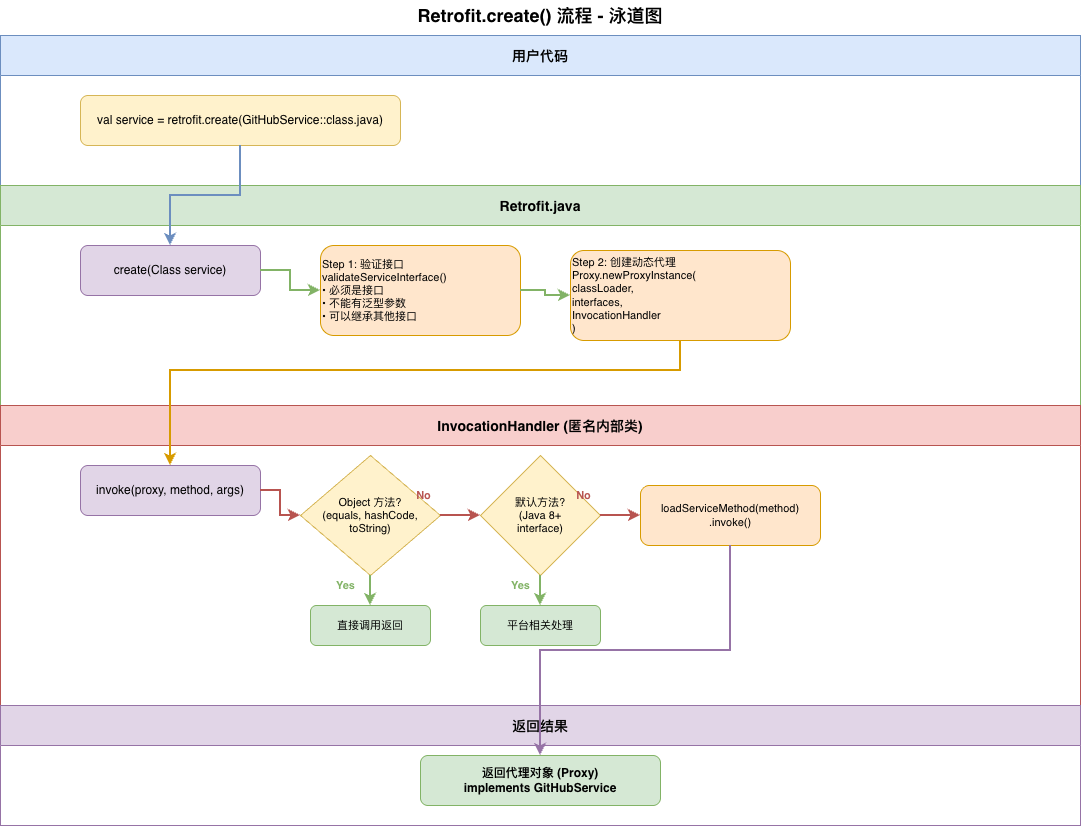 Retrofit.create() 流程 - 泳道图
用户代码
val service = retrofit.create(GitHubService::class.java)
Retrofit.java
create(Class service)
Step 1: 验证接口
validateServiceInterface()
• 必须是接口
• 不能有泛型参数
• 可以继承其他接口
Step 2: 创建动态代理
Proxy.newProxyInstance(
classLoader,
interfaces,
InvocationHandler
)
InvocationHandler (匿名内部类)
invoke(proxy, method, args)
Object 方法?
(equals, hashCode,
toString)
No
默认方法?
(Java 8+
interface)
No
loadServiceMethod(method)
.invoke()
Yes
直接调用返回
Yes
平台相关处理
返回结果
返回代理对象 (Proxy)
implements GitHubService